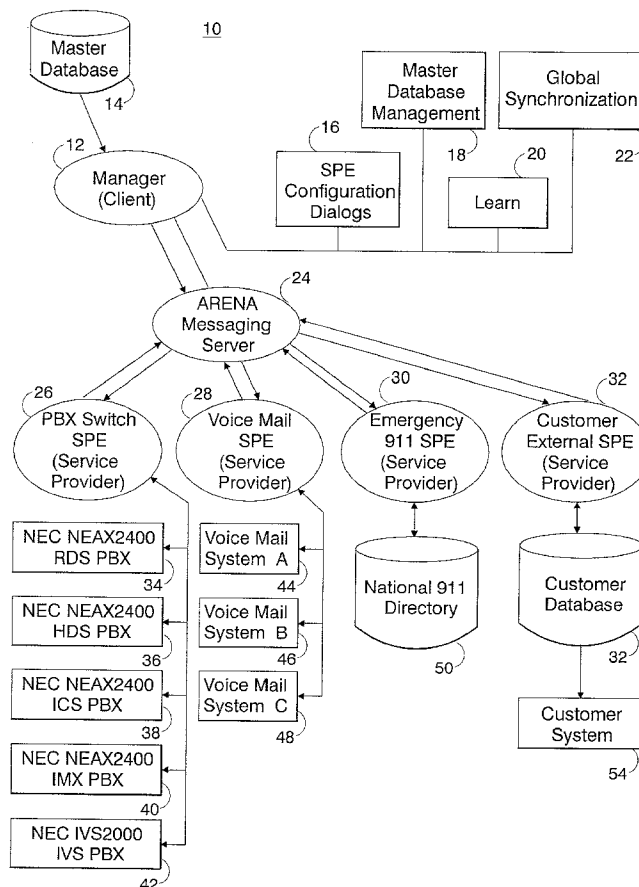 10
Master
Database
14
12
Manager
(Client)
16
SPE
Configuration
Dialogs
Master
Database
Management
18
20
Learn
Global
Synchronization
22
24
ARENA
Messaging
Server
26
PBX Switch
SPE
(Service
Provider)
28
Voice Mail
SPE
(Service
Provider)
30
Emergency
911 SPE
(Service
Provider)
32
Customer
External SPE
(Service
Provider)
NEC NEAX2400
RDS PBX
34
NEC NEAX2400
HDS PBX
36
NEC NEAX2400
ICS PBX
38
NEC NEAX2400
IMX PBX
40
NEC IVS2000
IVS PBX
42
Voice Mail
System A
44
Voice Mail
System B
46
Voice Mail
System C
48
National 911
Directory
50
Customer
Database
32
Customer
System
54